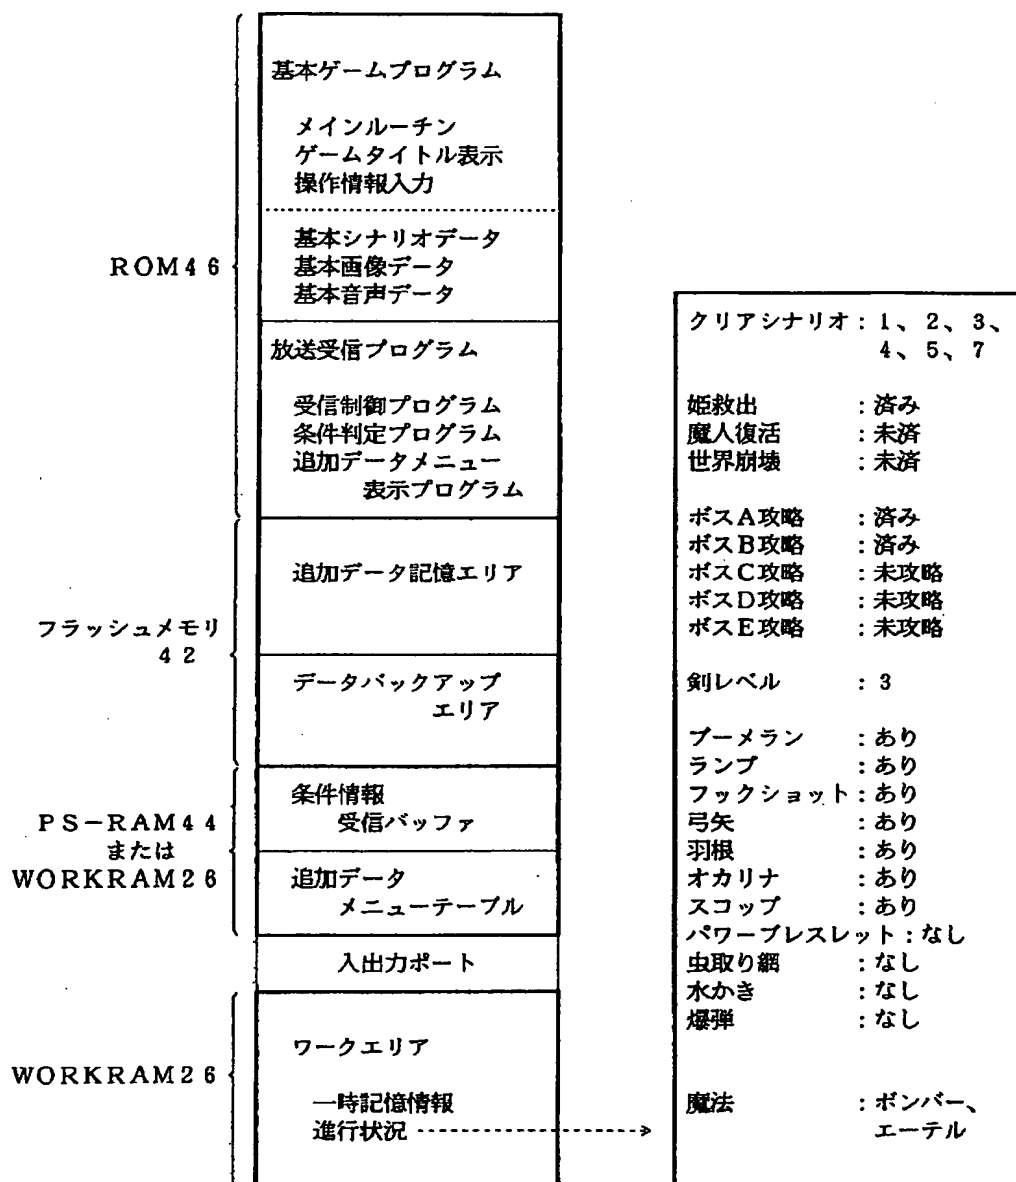 基本ゲームプログラム
メインルーチン
ゲームタイトル表示
操作情報入力
基本シナリオデータ
基本画像データ
基本音声データ
ROM46
放送受信プログラム
受信制御プログラム
条件判定プログラム
追加データメニュー
表示プログラム
追加データ記憶エリア
フラッシュメモリ
42
データバックアップ
エリア
条件情報
受信バッファ
PS-RAM44
または
WORKRAM26
追加データ
メニューテーブル
入出力ポート
ワークエリア
WORKRAM26
一時記憶情報
進行状況
クリアシナリオ:1、2、3、
4、5、7
姫救出 :済み
魔人復活 :未済
世界崩壊 :未済
ボスA攻略 :済み
ボスB攻略 :済み
ボスC攻略 :未攻略
ボスD攻略 :未攻略
ボスE攻略 :未攻略
剣レベル :3
ブーメラン :あり
ランプ :あり
フックショット:あり
弓矢 :あり
羽根 :あり
オカリナ :あり
スコップ :あり
パワーブレスレット:なし
虫取り網 :なし
水かき :なし
爆弾 :なし
魔法 :ボンバー、
エーテル